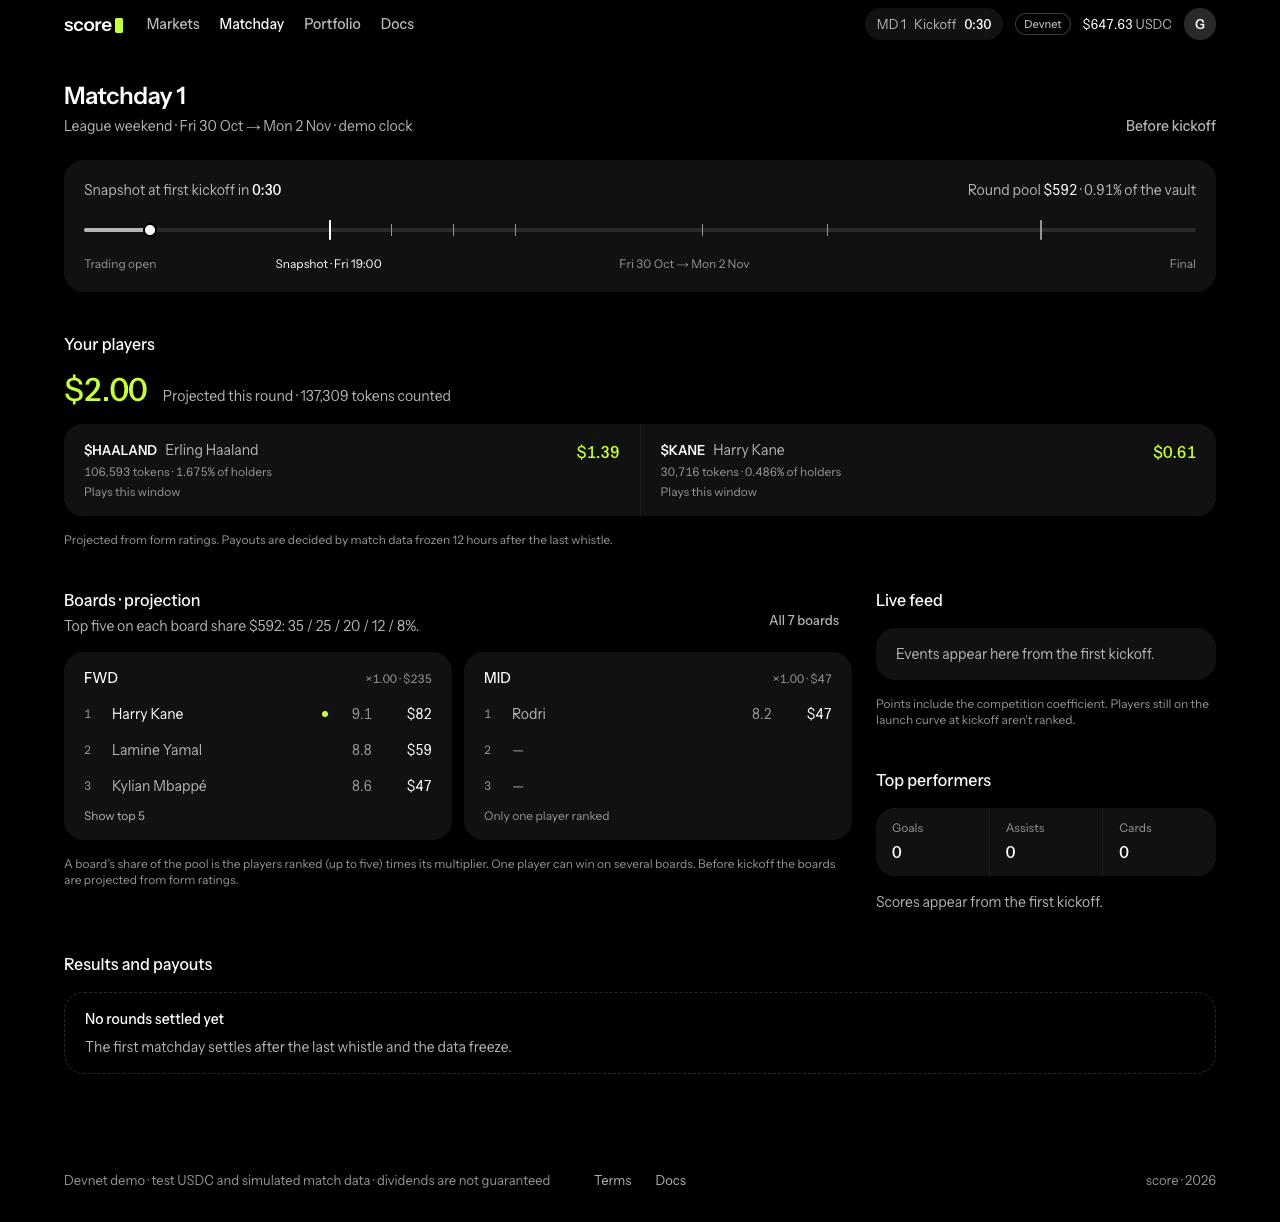 score
Markets Matchday Portfolio Docs
MD 1 Kickoff 0:30
Devnet
$647.63 USDC
G
Matchday 1
League weekend · Fri 30 Oct → Mon 2 Nov · demo clock
Before kickoff
Snapshot at first kickoff in 0:30
Round pool $592 · 0.91% of the vault
Trading open
Snapshot · Fri 19:00
Fri 30 Oct → Mon 2 Nov
Final
Your players
$2.00 Projected this round · 137,309 tokens counted
$HAALAND Erling Haaland
$1.39
106,593 tokens · 1.675% of holders
Plays this window
$KANE Harry Kane
$0.61
30,716 tokens · 0.486% of holders
Plays this window
Projected from form ratings. Payouts are decided by match data frozen 12 hours after the last whistle.
Boards · projection
Top five on each board share $592: 35 / 25 / 20 / 12 / 8%.
All 7 boards
FWD
×1.00 · $235
1 Harry Kane 9.1 $82
2 Lamine Yamal 8.8 $59
3 Kylian Mbappé 8.6 $47
Show top 5
MID
×1.00 · $47
1 Rodri 8.2 $47
2 —
3 —
Only one player ranked
A board's share of the pool is the players ranked (up to five) times its multiplier. One player can win on several boards. Before kickoff the boards
are projected from form ratings.
Live feed
Events appear here from the first kickoff.
Points include the competition coefficient. Players still on the
launch curve at kickoff aren't ranked.
Top performers
Goals
0
Assists
0
Cards
0
Scores appear from the first kickoff.
Results and payouts
No rounds settled yet
The first matchday settles after the last whistle and the data freeze.
Devnet demo · test USDC and simulated match data · dividends are not guaranteed
Terms
Docs
score · 2026